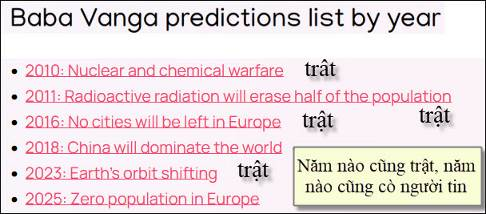 Baba Vanga predictions list by year
2010: Nuclear and chemical warfare trật
2011: Radioactive radiation will erase half of the population
2016: No cities will be left in Europe trật trật
2018: China will dominate the world
2023: Earth's orbit shifting trật
2025: Zero population in Europe
Năm nào cũng trật, năm
nào cũng cò người tin